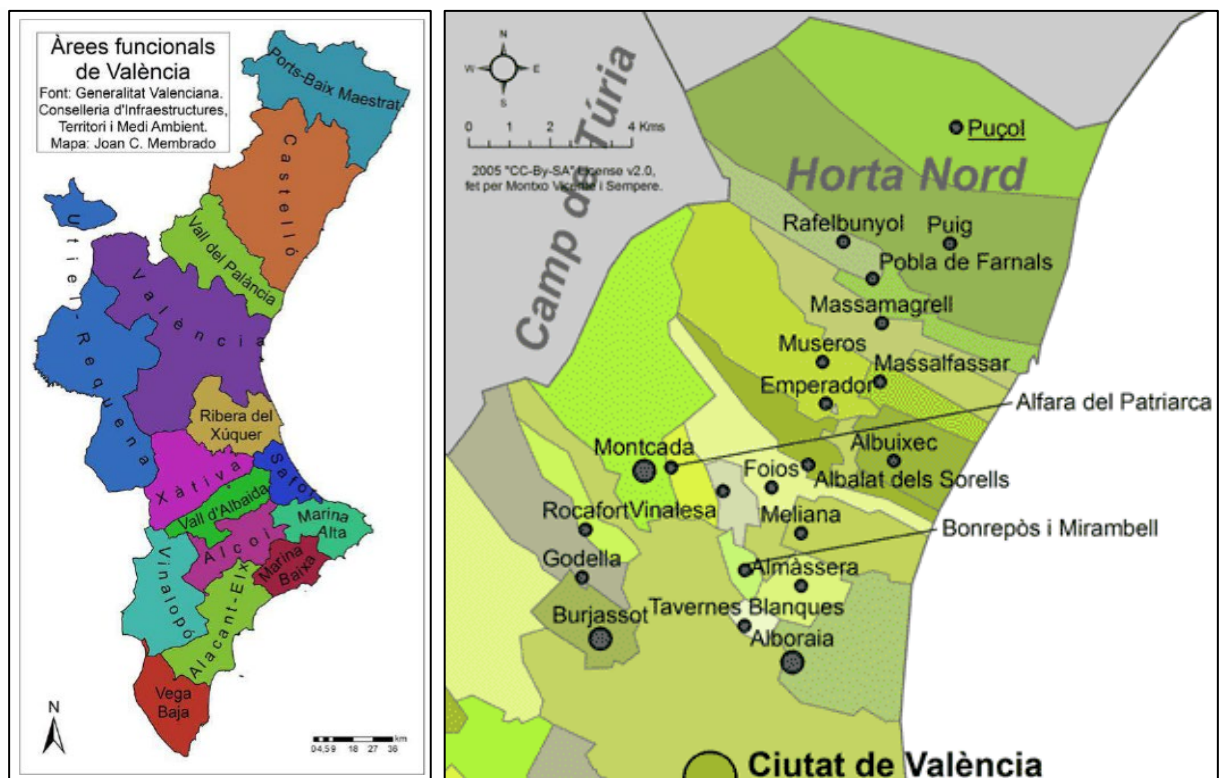 Àrees funcionals
de València
Font: Generalitat Valenciana.
Conselleria d'Infraestructures,
Territori i Medi Ambient.
Mapa: Joan C. Membrado
Ports-Baix Maestrat
Castelló
Vall del Palància
Utiel-Requena
València
Ribera del
Xúquer
Xàtiva
Safor
Vall d'Albaida
Marina
Alta
Alcoi
Marina
Baixa
Vinalopó
Alacant-Elx
Vega
Baja
N
km
0 4,5 9 18 27 36
N
W E
S
0 1 2 4 Kms
2005 "CC-By-SA" License v2.0,
fet per Montxo Vicente i Sempere.
Camp de Túria
Horta Nord
Puçol
Rafelbunyol
Puig
Pobla de Farnals
Massamagrell
Museros
Massalfassar
Emperador
Alfara del Patriarca
Montcada
Albuixec
Foios
Albalat dels Sorells
Rocafort
Vinalesa
Meliana
Bonrepòs i Mirambell
Godella
Almàssera
Burjassot
Tavernes Blanques
Alboraia
Ciutat de València